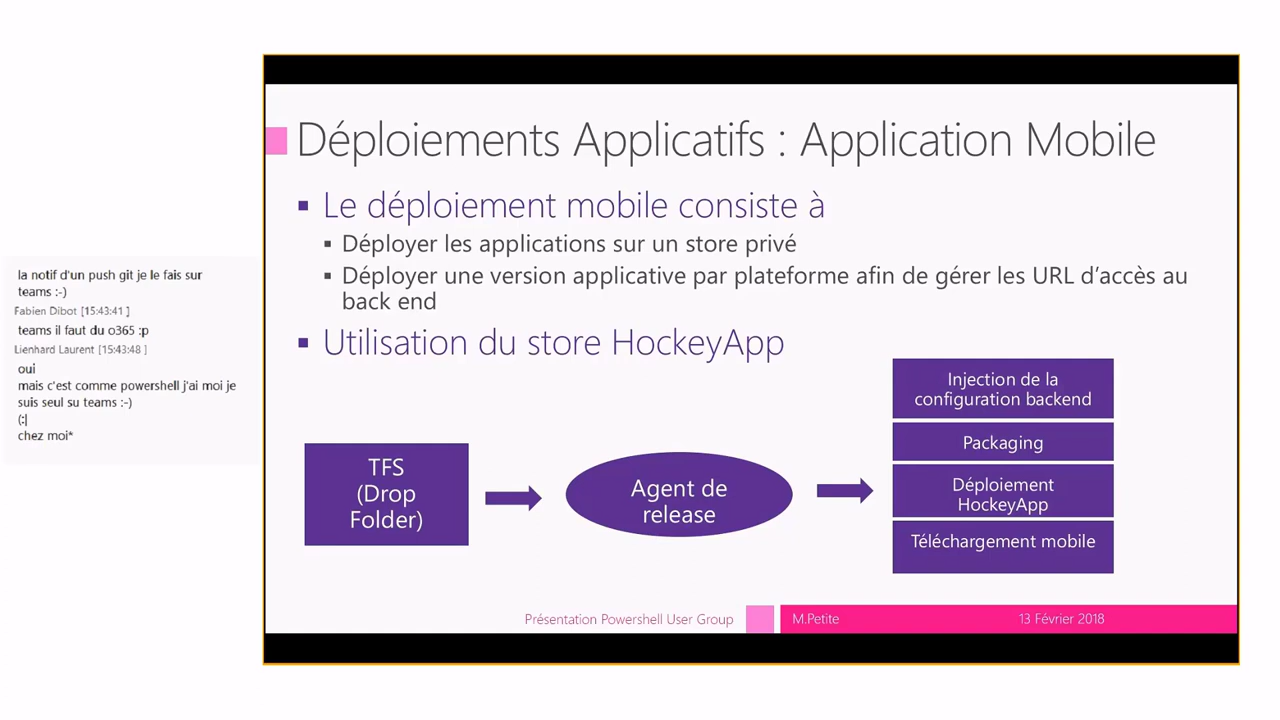 la notif d'un push git je le fais sur
teams :-)
Fabien Dibot [15:43:41 ]
teams il faut du o365 :p
Lienhard Laurent [15:43:48 ]
oui
mais c'est comme powershell j'ai moi je
suis seul su teams :-)
(:|
chez moi*
Déploiements Applicatifs : Application Mobile
Le déploiement mobile consiste à
Déployer les applications sur un store privé
Déployer une version applicative par plateforme afin de gérer les URL d'accès au
back end
Utilisation du store HockeyApp
TFS
(Drop
Folder)
Agent de
release
Injection de la
configuration backend
Packaging
Déploiement
HockeyApp
Téléchargement mobile
Présentation Powershell User Group
M.Petite
13 Février 2018